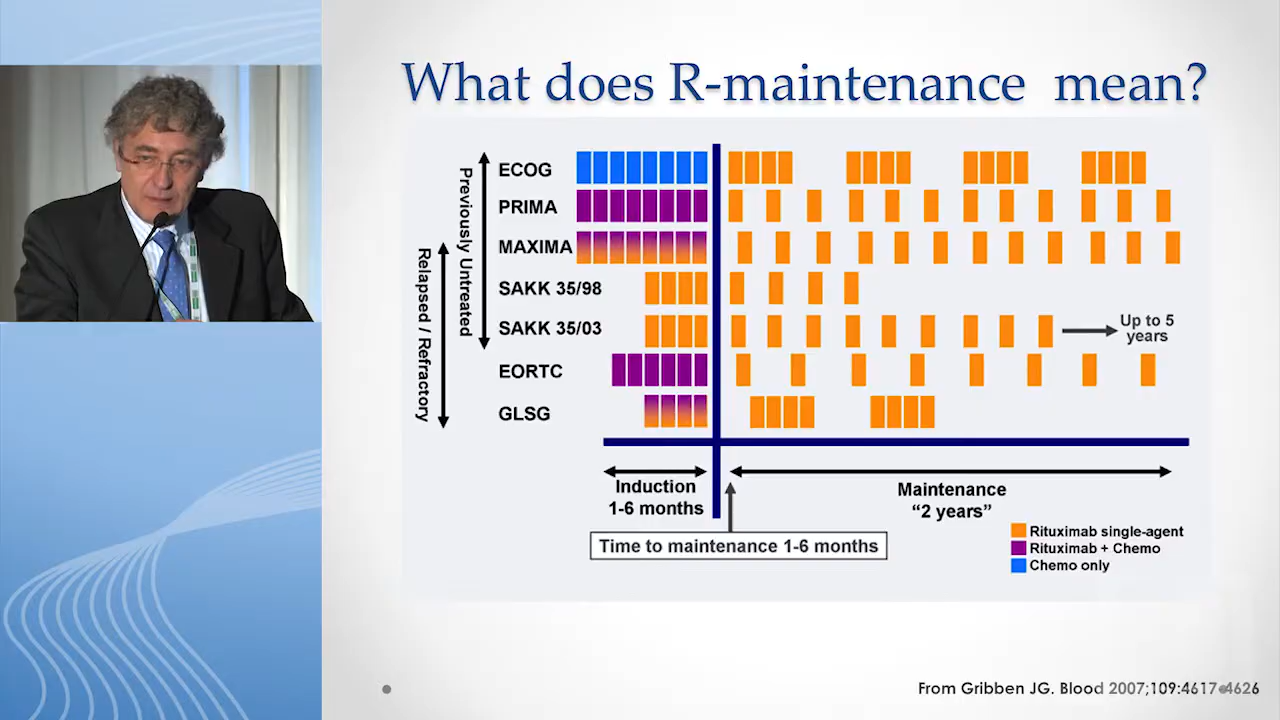 What does R-maintenance mean?
Previously Untreated
Relapsed / Refractory
ECOG
PRIMA
MAXIMA
SAKK 35/98
SAKK 35/03
EORTC
GLSG
Up to 5
years
Induction
1-6 months
Maintenance
“2 years”
Time to maintenance 1-6 months
Rituximab single-agent
Rituximab + Chemo
Chemo only
From Gribben JG. Blood 2007;109:4617-4626